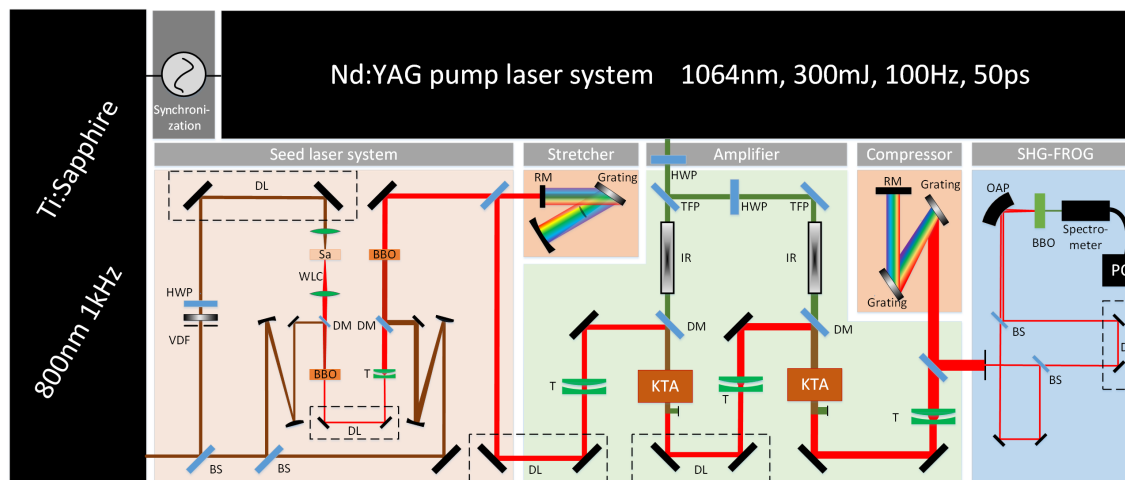 Nd:YAG pump laser system 1064nm, 300mJ, 100Hz, 50ps
Synchroni-
zation
Ti:Sapphire
800nm 1kHz
Seed laser system
Stretcher
Amplifier
Compressor
SHG-FROG
DL
HWP
VDF
Sa
WLC
DM
BBO
DL
BBO
DM
T
BS
BS
RM
Grating
HWP
TFP
HWP
TFP
IR
IR
DM
DM
T
KTA
T
KTA
DL
DL
RM
Grating
Grating
T
OAP
BBO
Spectro-
meter
BS
BS